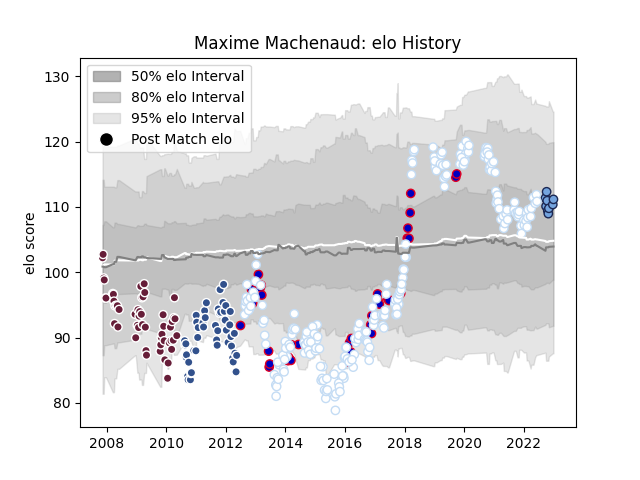 Maxime Machenaud: elo History
50% elo Interval
80% elo Interval
95% elo Interval
Post Match elo
elo score
130
120
110
100
90
80
2008 2010 2012 2014 2016 2018 2020 2022